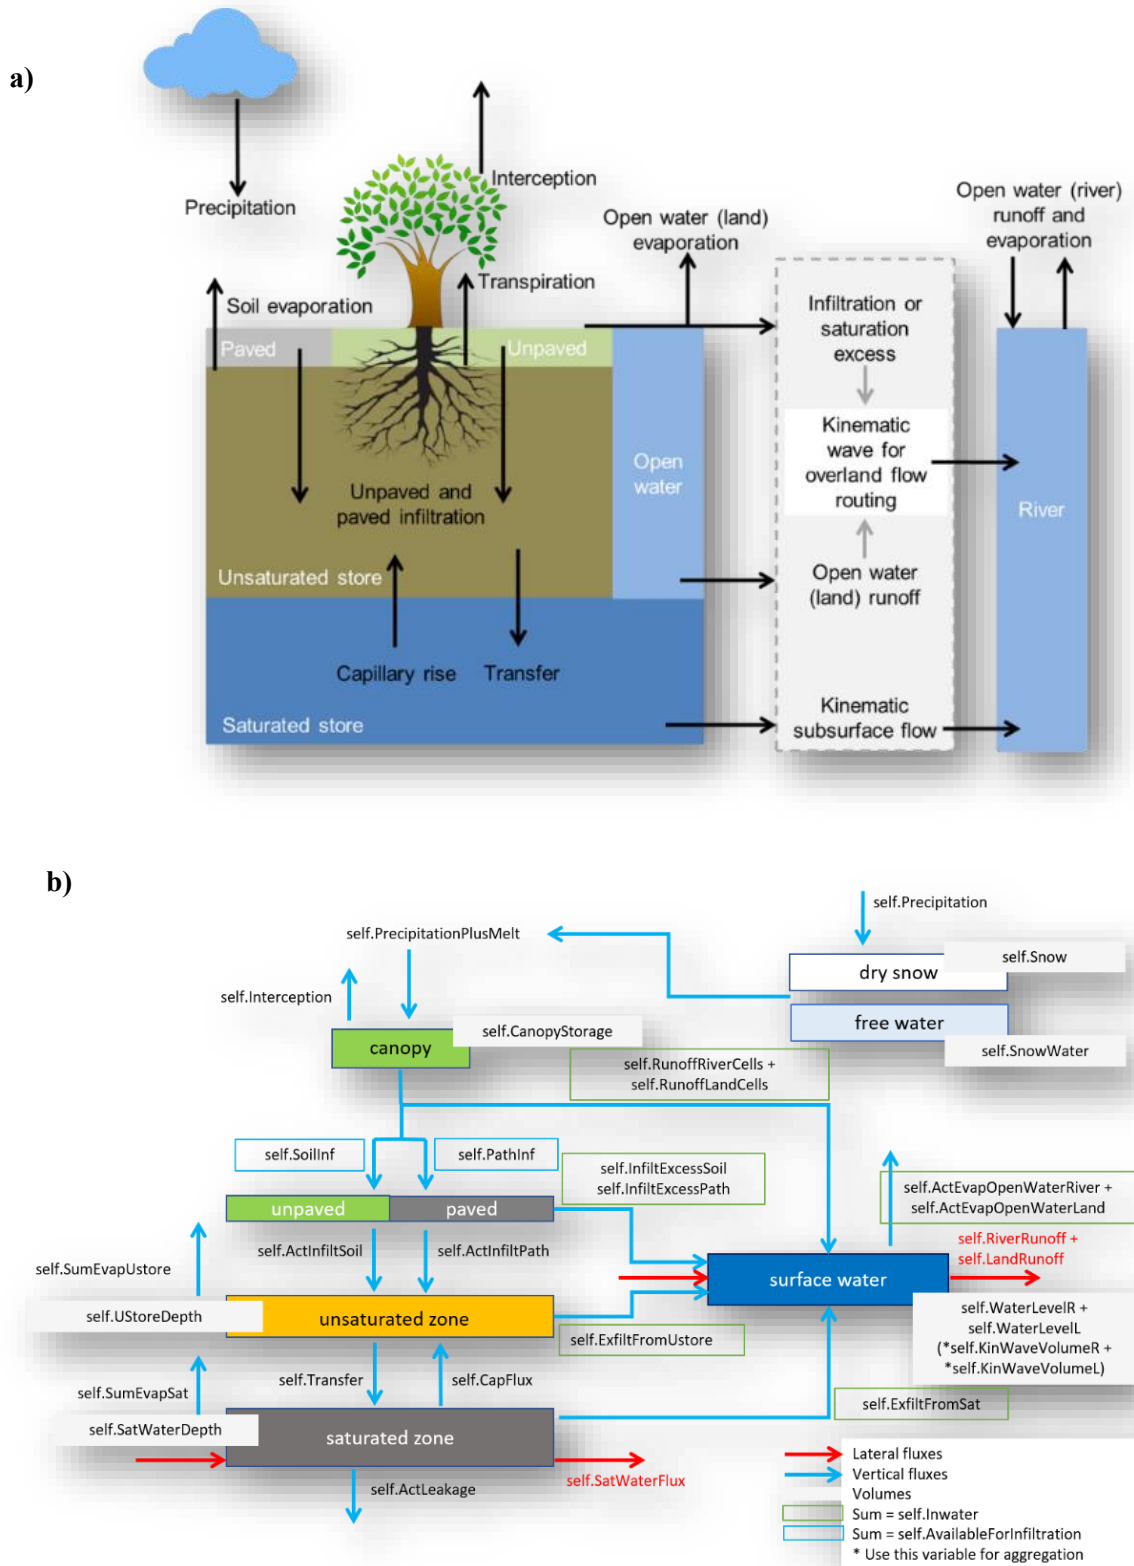 a)
Precipitation
Interception
Open water (land)
evaporation
Open water (river)
runoff and
evaporation
Soil evaporation
Transpiration
Paved
Unpaved
Infiltration or
saturation
excess
Kinematic
wave for
overland flow
routing
Open
water
River
Unpaved and
paved infiltration
Unsaturated store
Open water
(land) runoff
Capillary rise
Transfer
Saturated store
Kinematic
subsurface flow
b)
self.Precipitation
self.PrecipitationPlusMelt
self.Snow
dry snow
self.Interception
free water
self.CanopyStorage
canopy
self.SnowWater
self.RunoffRiverCells +
self.RunoffLandCells
self.SoilInf
self.PathInf
self.InfiltExcessSoil
self.InfiltExcessPath
self.ActEvapOpenWaterRiver +
self.ActEvapOpenWaterLand
unpaved
paved
self.RiverRunoff +
self.LandRunoff
self.ActInfiltSoil
self.ActInfiltPath
self.SumEvapUstore
surface water
self.UStoreDepth
unsaturated zone
self.WaterLevelR +
self.WaterLevelL
(*self.KinWaveVolumeR +
*self.KinWaveVolumeL)
self.ExfiltFromUstore
self.Transfer
self.CapFlux
self.SumEvapSat
self.ExfiltFromSat
self.SatWaterDepth
saturated zone
self.SatWaterFlux
self.ActLeakage
Lateral fluxes
Vertical fluxes
Volumes
Sum = self.Inwater
Sum = self.AvailableForInfiltration
* Use this variable for aggregation